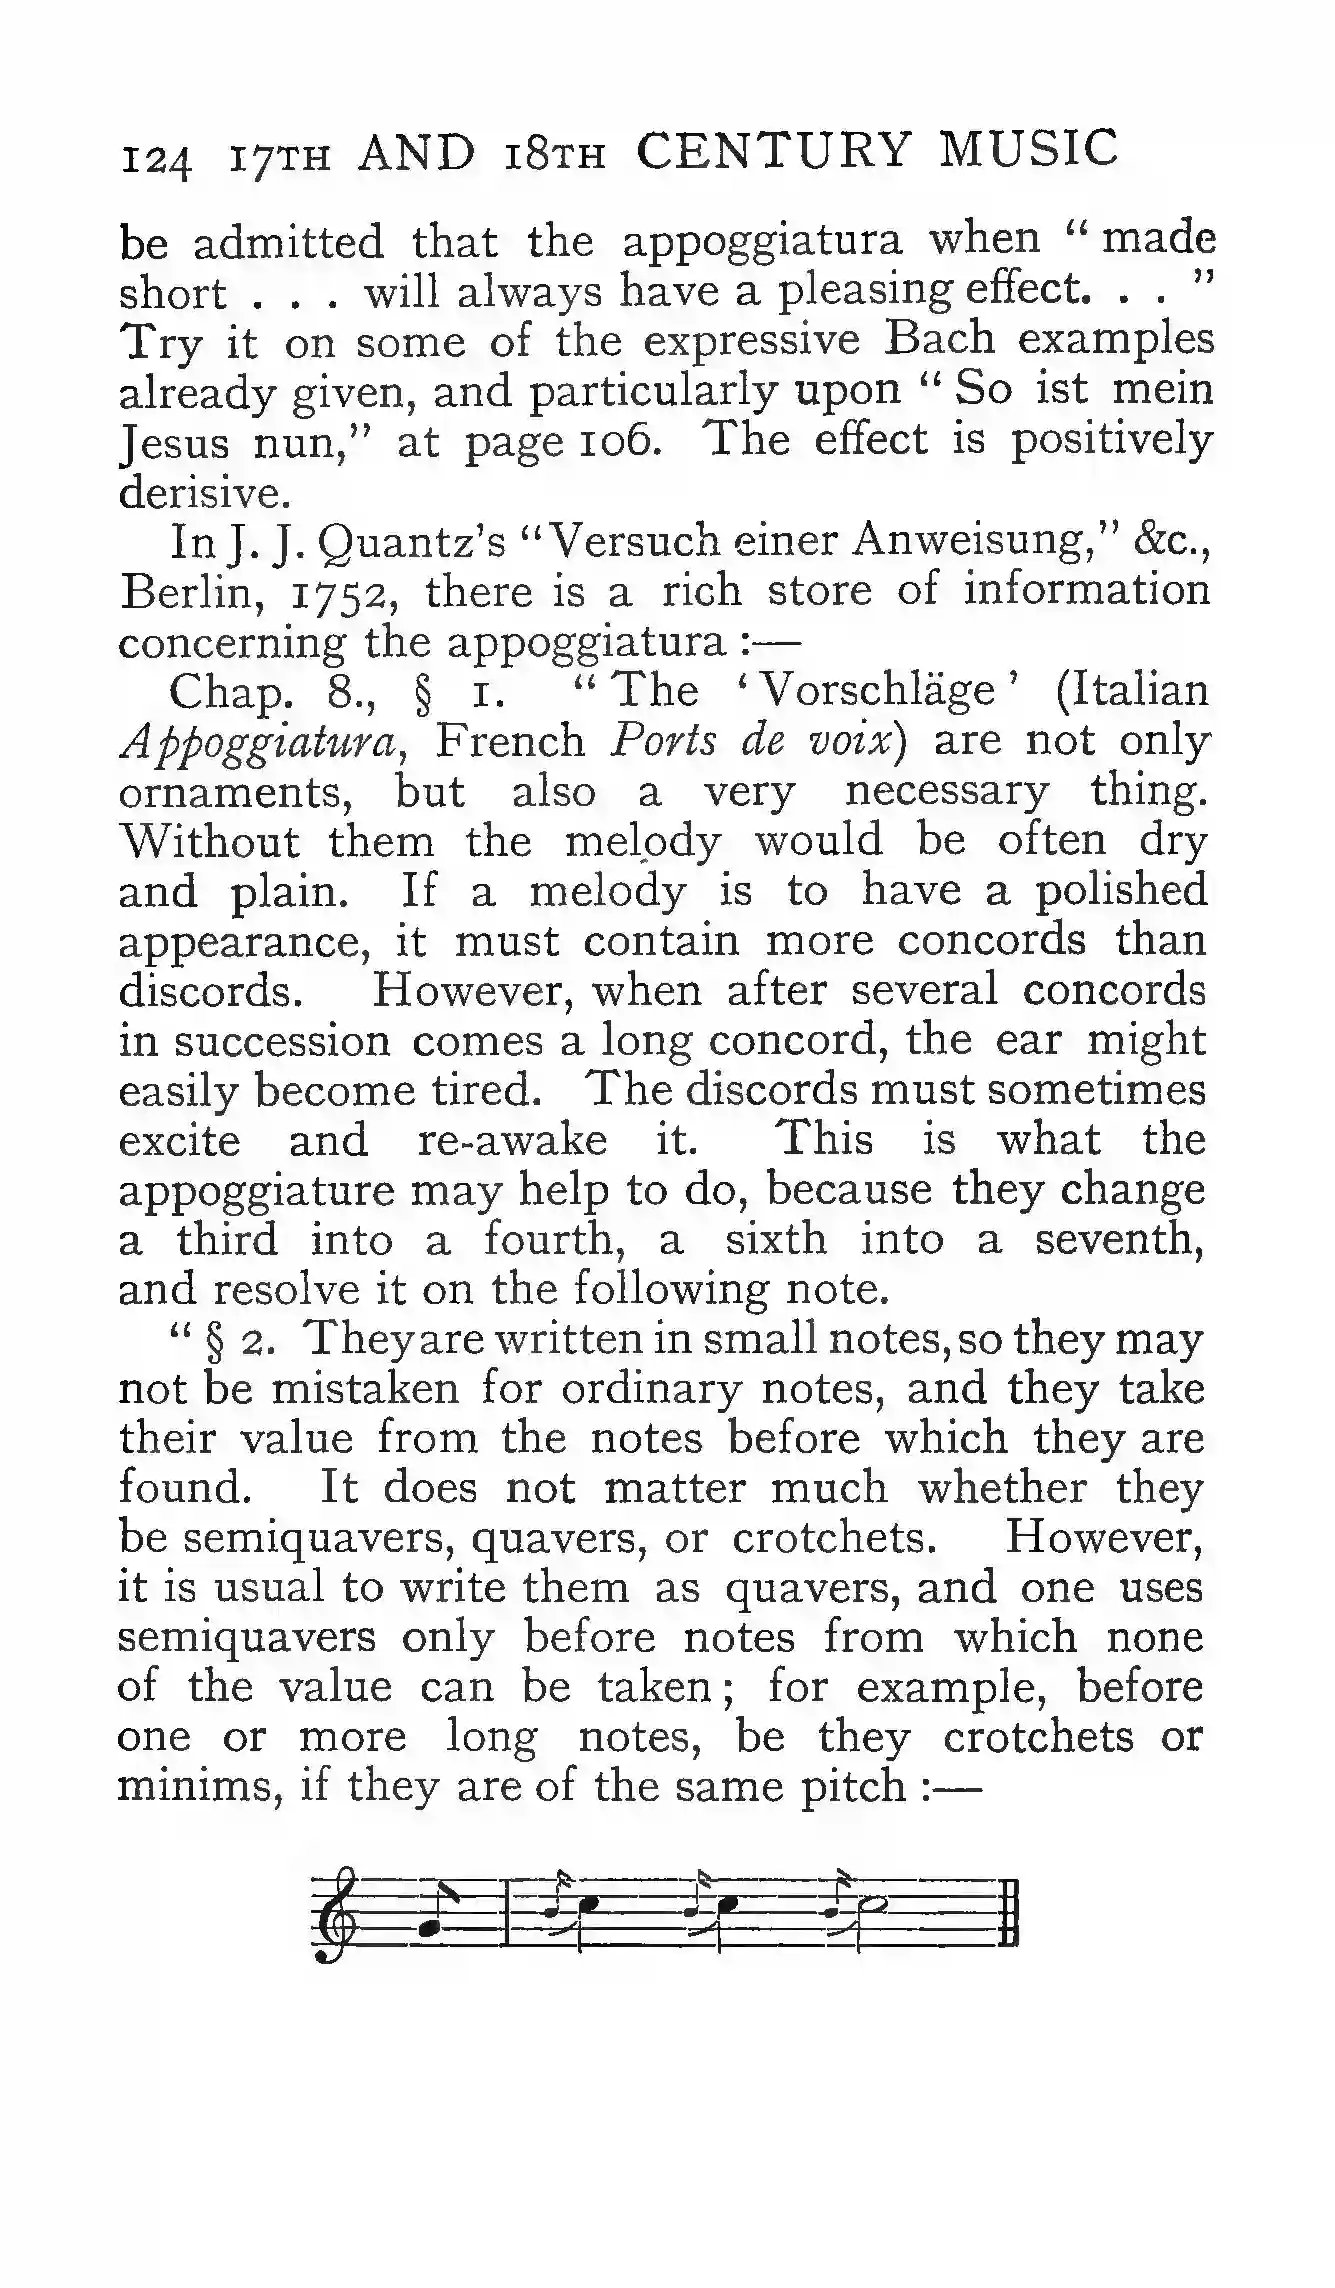 124 17TH AND 18TH CENTURY MUSIC
be admitted that the appoggiatura when “ made
short . . . will always have a pleasing effect. . . ”
Try it on some of the expressive Bach examples
already given, and particularly upon “ So ist mein
Jesus nun,” at page 106. The effect is positively
derisive.
In J. J. Quantz’s “Versuch einer Anweisung,” &c.,
Berlin, 1752, there is a rich store of information
concerning the appoggiatura :—
Chap. 8., § 1. “ The ‘ Vorschläge ’ (Italian
Appoggiatura, French Ports de voix) are not only
ornaments, but also a very necessary thing.
Without them the melody would be often dry
and plain. If a melody is to have a polished
appearance, it must contain more concords than
discords. However, when after several concords
in succession comes a long concord, the ear might
easily become tired. The discords must sometimes
excite and re-awake it. This is what the
appoggiature may help to do, because they change
a third into a fourth, a sixth into a seventh,
and resolve it on the following note.
“ § 2. They are written in small notes, so they may
not be mistaken for ordinary notes, and they take
their value from the notes before which they are
found. It does not matter much whether they
be semiquavers, quavers, or crotchets. However,
it is usual to write them as quavers, and one uses
semiquavers only before notes from which none
of the value can be taken; for example, before
one or more long notes, be they crotchets or
minims, if they are of the same pitch :—